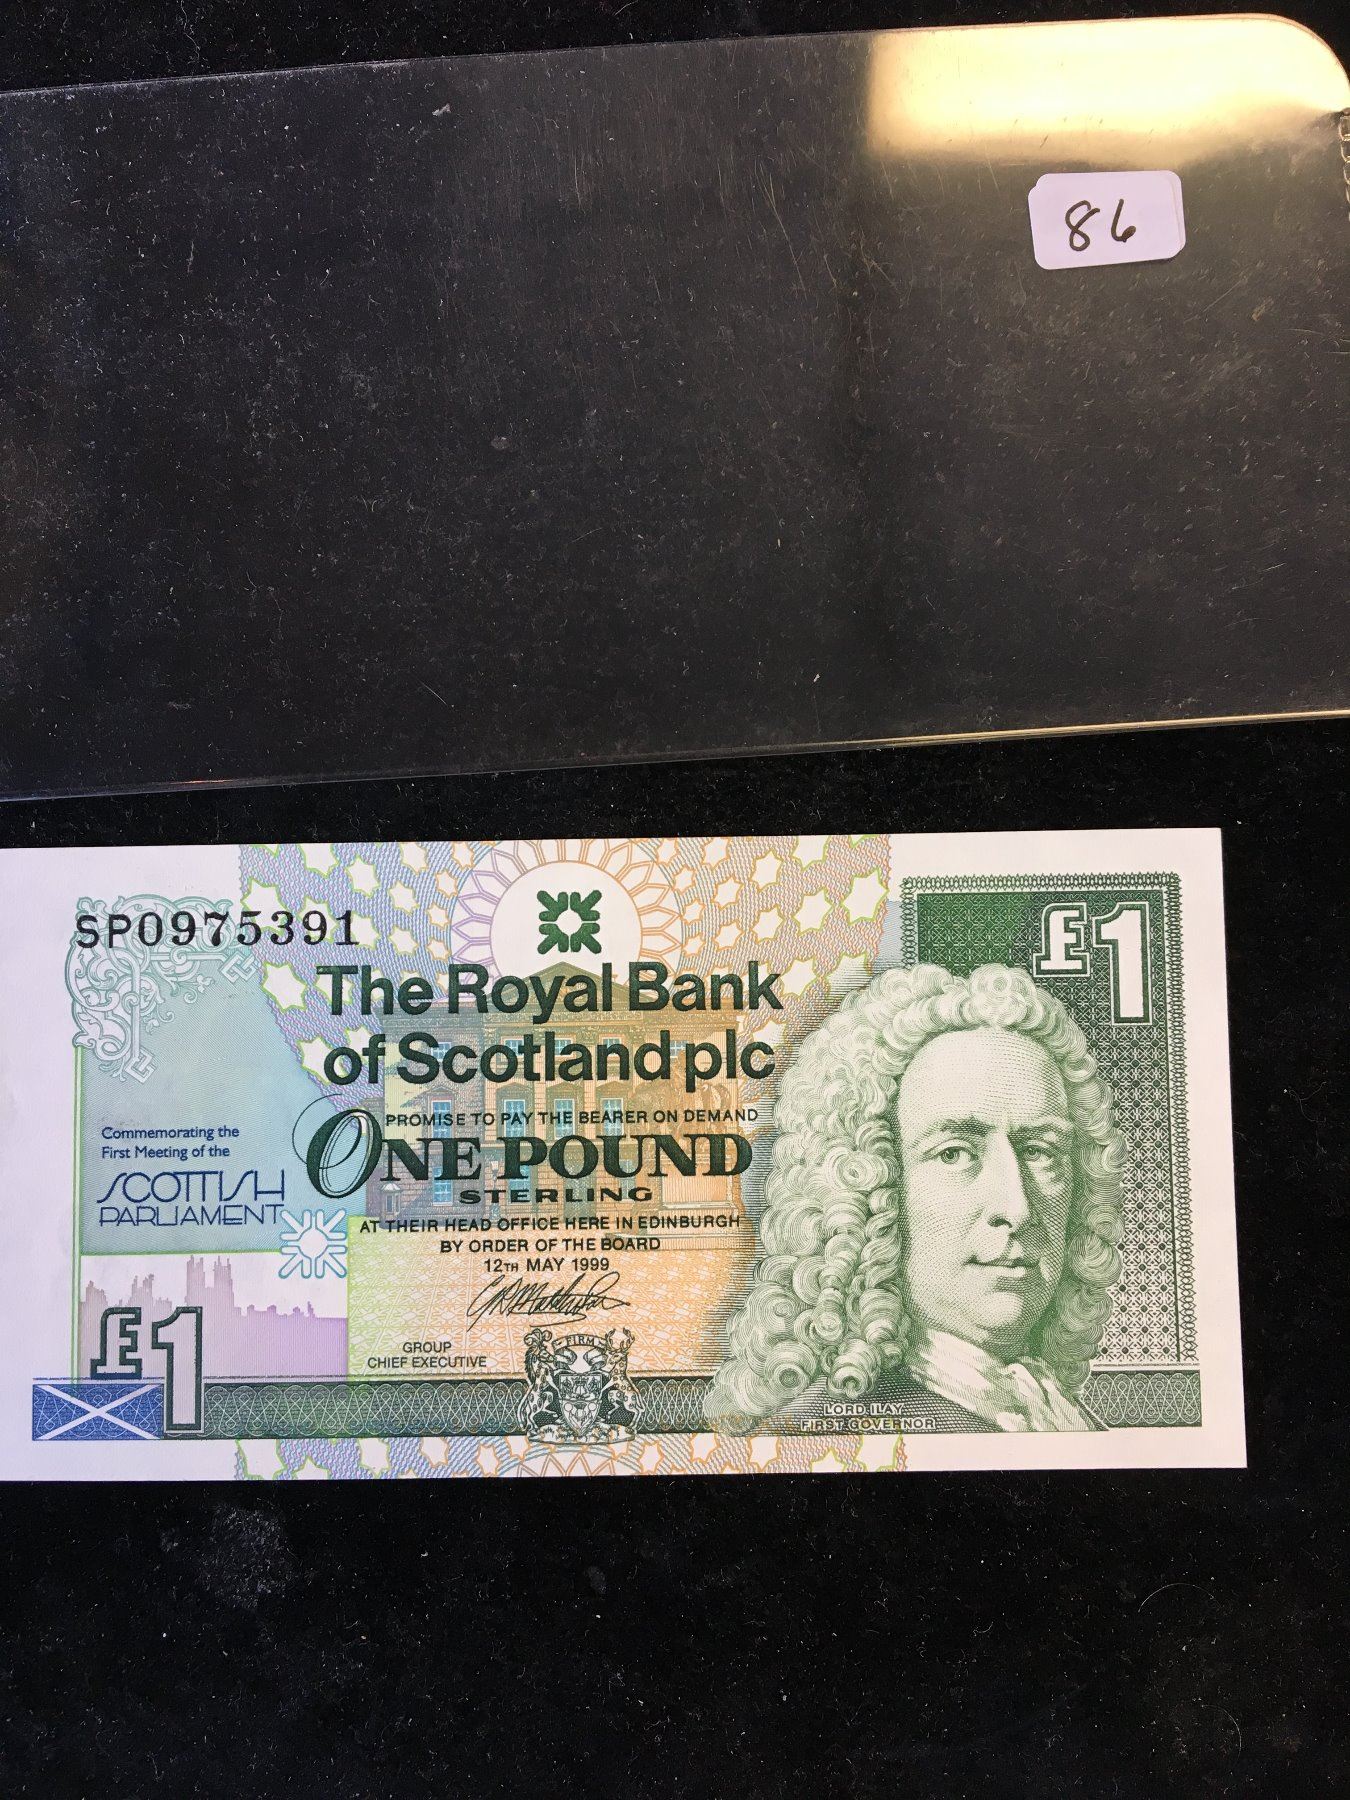 86
SP0975391
£1
The Royal Bank
of Scotland plc
PROMISE TO PAY THE BEARER ON DEMAND
ONE POUND
STERLING
AT THEIR HEAD OFFICE HERE IN EDINBURGH
BY ORDER OF THE BOARD
12TH MAY 1999
GROUP
CHIEF EXECUTIVE
Commemorating the
First Meeting of the
SCOTTISH
PARLIAMENT
£1
FIRM
LORD ILAY
FIRST GOVERNOR